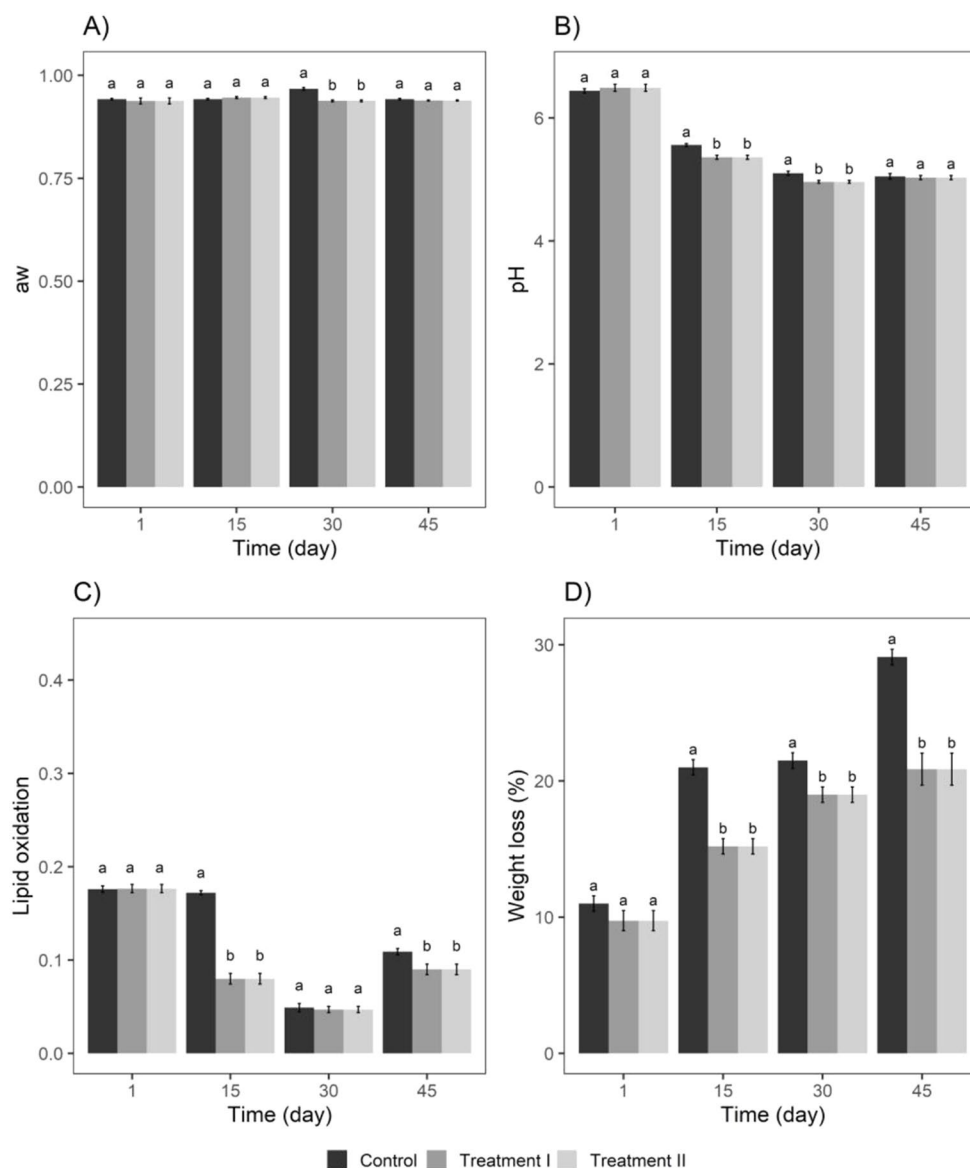 A)
1.00
0.75
0.50
0.25
0.00
aw
a a a a a a a b b a a a
1 15 30 45
Time (day)
B)
6
4
2
0
pH
a a a a b b a b b a a a
1 15 30 45
Time (day)
C)
0.4
0.3
0.2
0.1
0.0
Lipid oxidation
a a a a b b a a a a b b
1 15 30 45
Time (day)
D)
30
20
10
0
Weight loss (%)
a a a a b b a b b a b b
1 15 30 45
Time (day)
Control Treatment I Treatment II